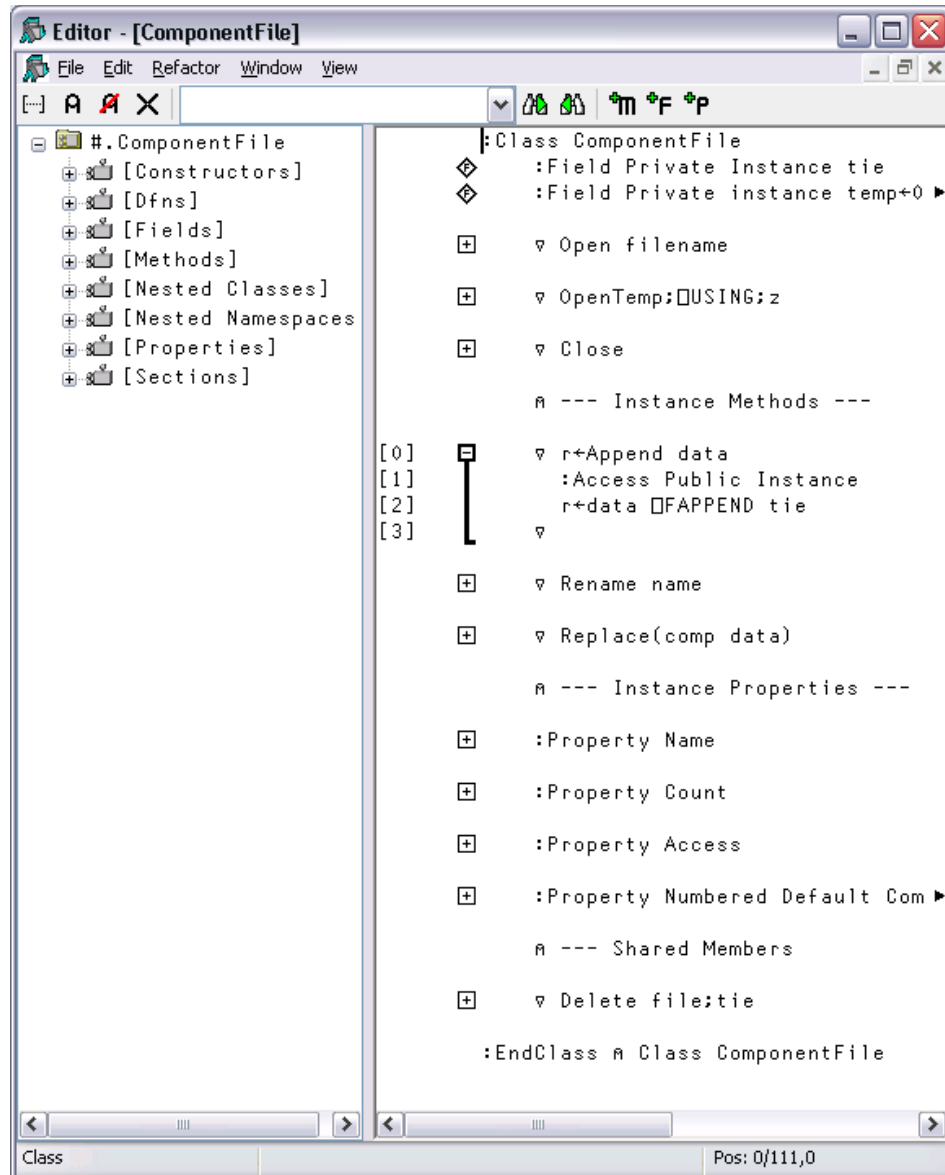 Editor - [ComponentFile]
File Edit Refactor Window View
[...] A A X +m +F +P
#.ComponentFile
[Constructors]
[Dfns]
[Fields]
[Methods]
[Nested Classes]
[Nested Namespaces
[Properties]
[Sections]
:Class ComponentFile
:Field Private Instance tie
:Field Private instance temp←0
∇ Open filename
∇ OpenTemp;⎕USING;z
∇ Close
⍝ --- Instance Methods ---
[0] ∇ r←Append data
[1] :Access Public Instance
[2] r←data ⎕FAPPEND tie
[3] ∇
∇ Rename name
∇ Replace(comp data)
⍝ --- Instance Properties ---
:Property Name
:Property Count
:Property Access
:Property Numbered Default Com
⍝ --- Shared Members
∇ Delete file;tie
:EndClass ⍝ Class ComponentFile
Class Pos: 0/111,0